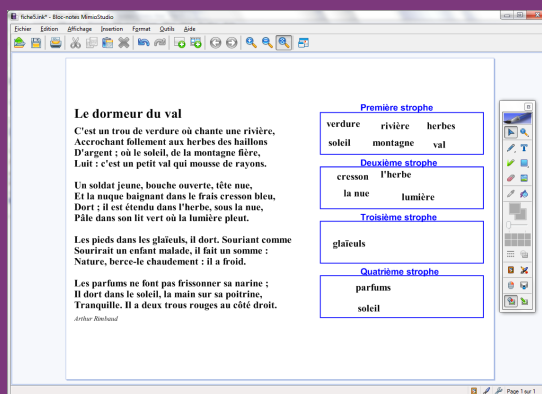 fiche5.ink* - Bloc-notes MimioStudio
Fichier Edition Affichage Insertion Format Outils Aide
Le dormeur du val
C'est un trou de verdure où chante une rivière,
Accrochant follement aux herbes des haillons
D'argent ; où le soleil, de la montagne fière,
Luit : c'est un petit val qui mousse de rayons.
Un soldat jeune, bouche ouverte, tête nue,
Et la nuque baignant dans le frais cresson bleu,
Dort ; il est étendu dans l'herbe, sous la nue,
Pâle dans son lit vert où la lumière pleut.
Les pieds dans les glaïeuls, il dort. Souriant comme
Sourirait un enfant malade, il fait un somme :
Nature, berce-le chaudement : il a froid.
Les parfums ne font pas frissonner sa narine ;
Il dort dans le soleil, la main sur sa poitrine,
Tranquille. Il a deux trous rouges au côté droit.
Arthur Rimbaud
Première strophe
verdure rivière herbes
soleil montagne val
Deuxième strophe
cresson l'herbe
la nue lumière
Troisième strophe
glaïeuls
Quatrième strophe
parfums
soleil
T
Page 1 sur 1